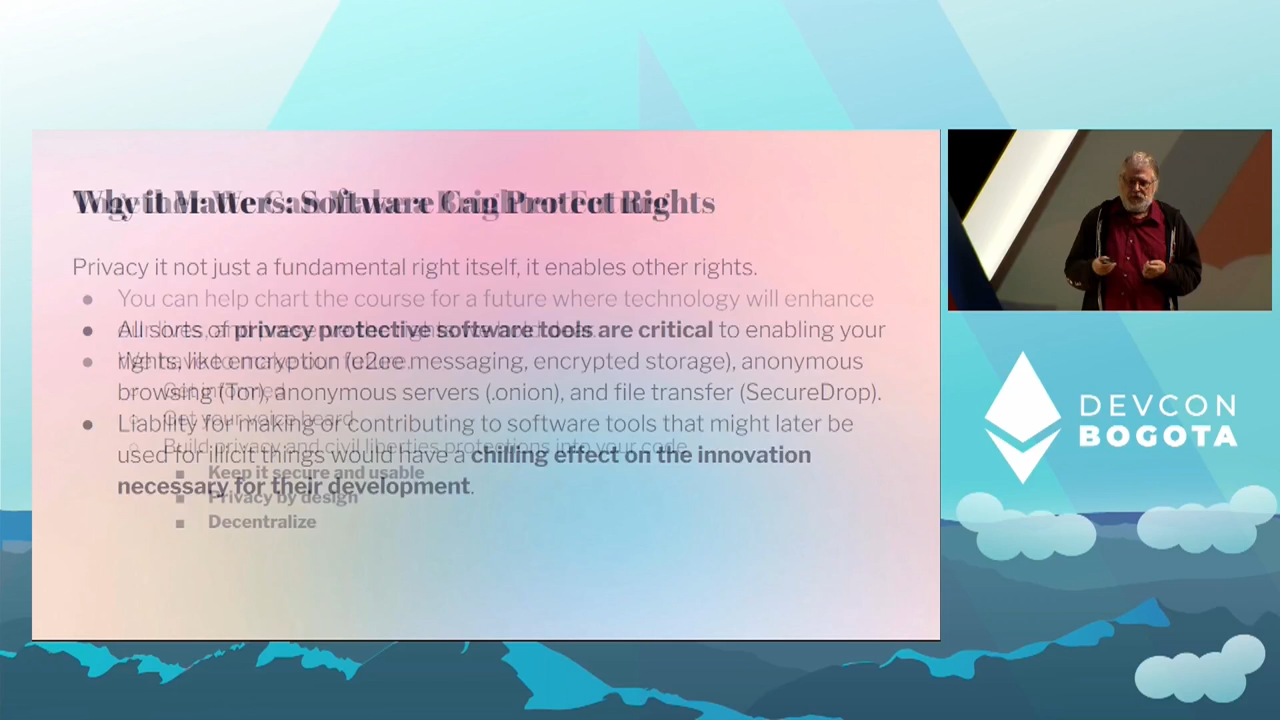 Why it Matters: Software Can Protect Rights
Privacy it not just a fundamental right itself, it enables other rights.
You can help chart the course for a future where technology will enhance
All sorts of privacy protective software tools are critical to enabling your
rights, like encryption (e2ee messaging, encrypted storage), anonymous
browsing (Tor), anonymous servers (.onion), and file transfer (SecureDrop).
Get informed
Get your voice heard
Liability for making or contributing to software tools that might later be
Build privacy and civil liberties protections into your code
used for illicit things would have a chilling effect on the innovation
Keep it secure and usable
necessary for their development.
Privacy by design
Decentralize
DEVCON
BOGOTA